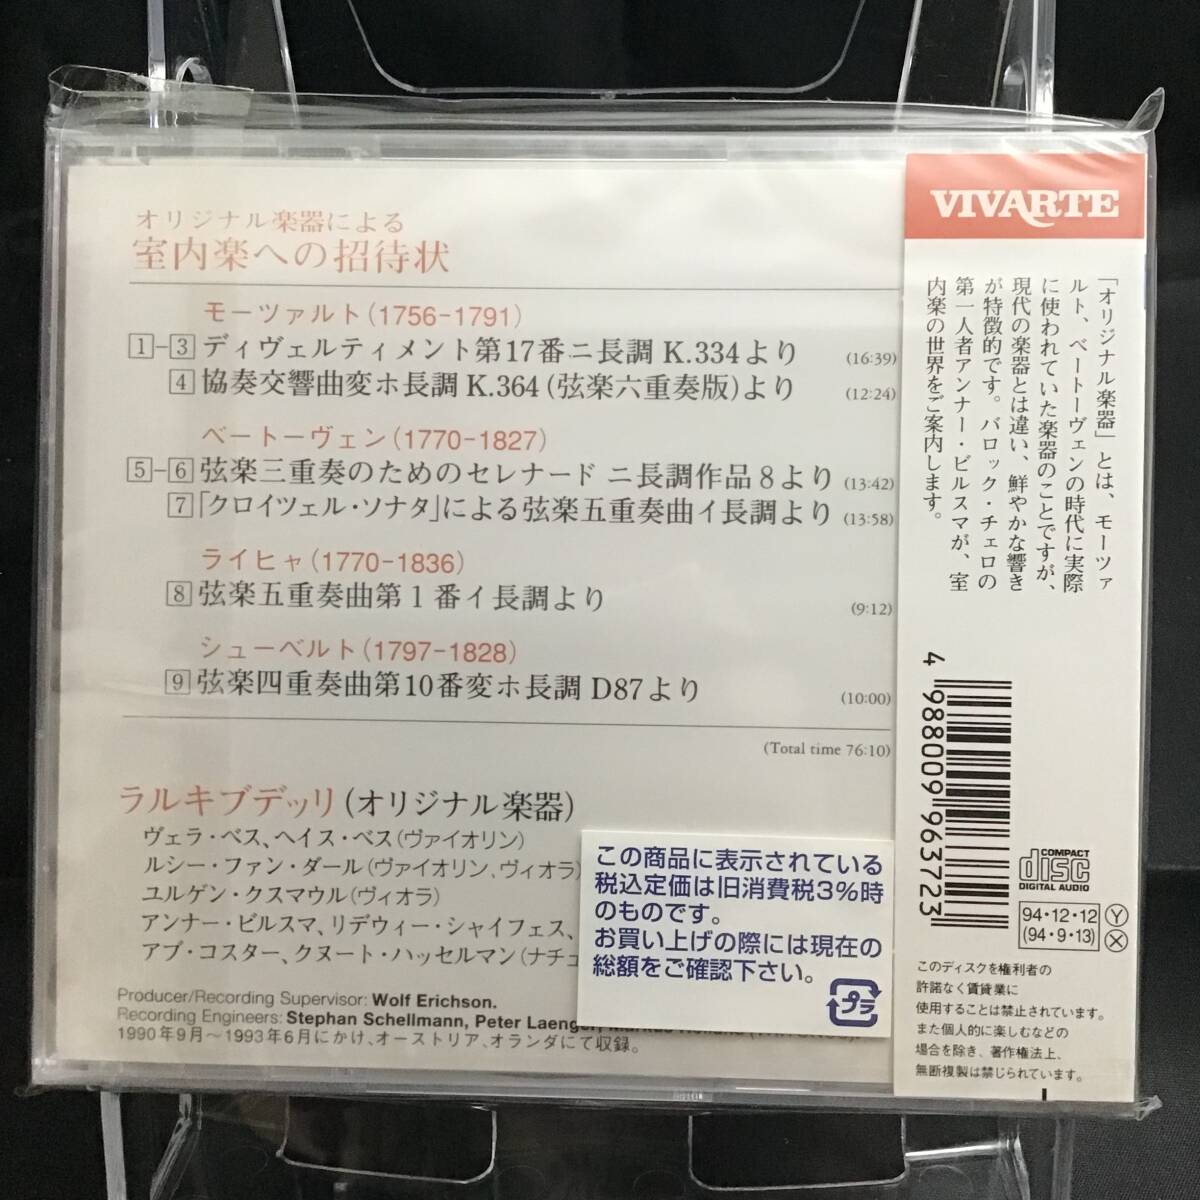 オリジナル楽器による
室内楽への招待状
モーツァルト(1756-1791)
1-3 ディヴェルティメント第17番ニ長調 K.334より (16:39)
4 協奏交響曲変ホ長調 K.364 (弦楽六重奏版)より (12:24)
ベートーヴェン(1770-1827)
5-6 弦楽三重奏のためのセレナード ニ長調作品8より (13:42)
7 「クロイツェル・ソナタ」による弦楽五重奏曲イ長調より (13:58)
ライヒャ(1770-1836)
8 弦楽五重奏曲第1番イ長調より (9:12)
シューベルト(1797-1828)
9 弦楽四重奏曲第10番変ホ長調 D87より (10:00)
(Total time 76:10)
ラルキブデッリ(オリジナル楽器)
ヴェラ・ベス、ヘイス・ベス(ヴァイオリン)
ルシー・ファン・ダール(ヴァイオリン、ヴィオラ)
ユルゲン・クスマウル(ヴィオラ)
アンナー・ビルスマ、リデウィー・シャイフェス、
アブ・コスター、クヌート・ハッセルマン(ナチュ
Producer/Recording Supervisor: Wolf Erichson.
Recording Engineers: Stephan Schellmann, Peter Laenger,
1990年9月〜1993年6月にかけ、オーストリア、オランダにて収録。
この商品に表示されている
税込定価は旧消費税3%時
のものです。
お買い上げの際には現在の
総額をご確認下さい。
プラ
VIVARTE
「オリジナル楽器」とは、モーツァ
ルト、ベートーヴェンの時代に実際
に使われていた楽器のことですが、
現代の楽器とは違い、鮮やかな響き
が特徴的です。バロック・チェロの
第一人者アンナー・ビルスマが、室
内楽の世界をご案内します。
4 988009 963723
COMPACT
disc
DIGITAL AUDIO
94・12・12 Y
(94・9・13) X
このディスクを権利者の
許諾なく賃貸業に
使用することは禁止されています。
また個人的に楽しむなどの
場合を除き、著作権法上、
無断複製は禁じられています。